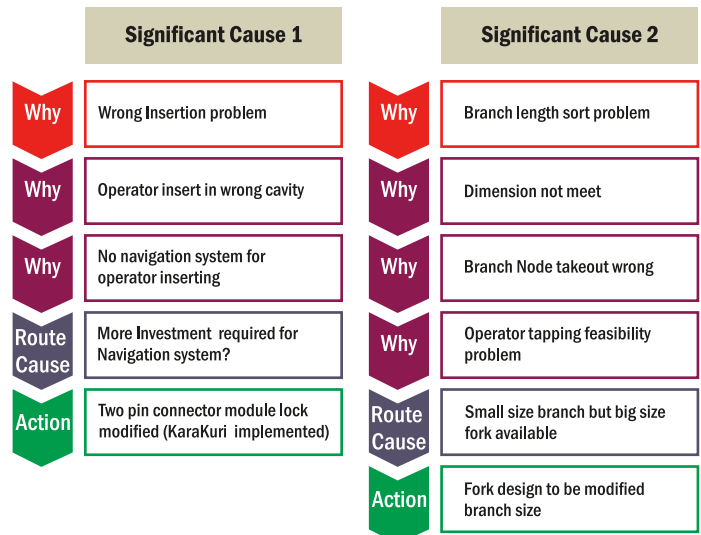 Significant Cause 1
Why
Wrong Insertion problem
Why
Operator insert in wrong cavity
Why
No navigation system for
operator inserting
Route
Cause
More Investment required for
Navigation system?
Action
Two pin connector module lock
modified (KaraKuri implemented)
Significant Cause 2
Why
Branch length sort problem
Why
Dimension not meet
Why
Branch Node takeout wrong
Why
Operator tapping feasibility
problem
Route
Cause
Small size branch but big size
fork available
Action
Fork design to be modified
branch size